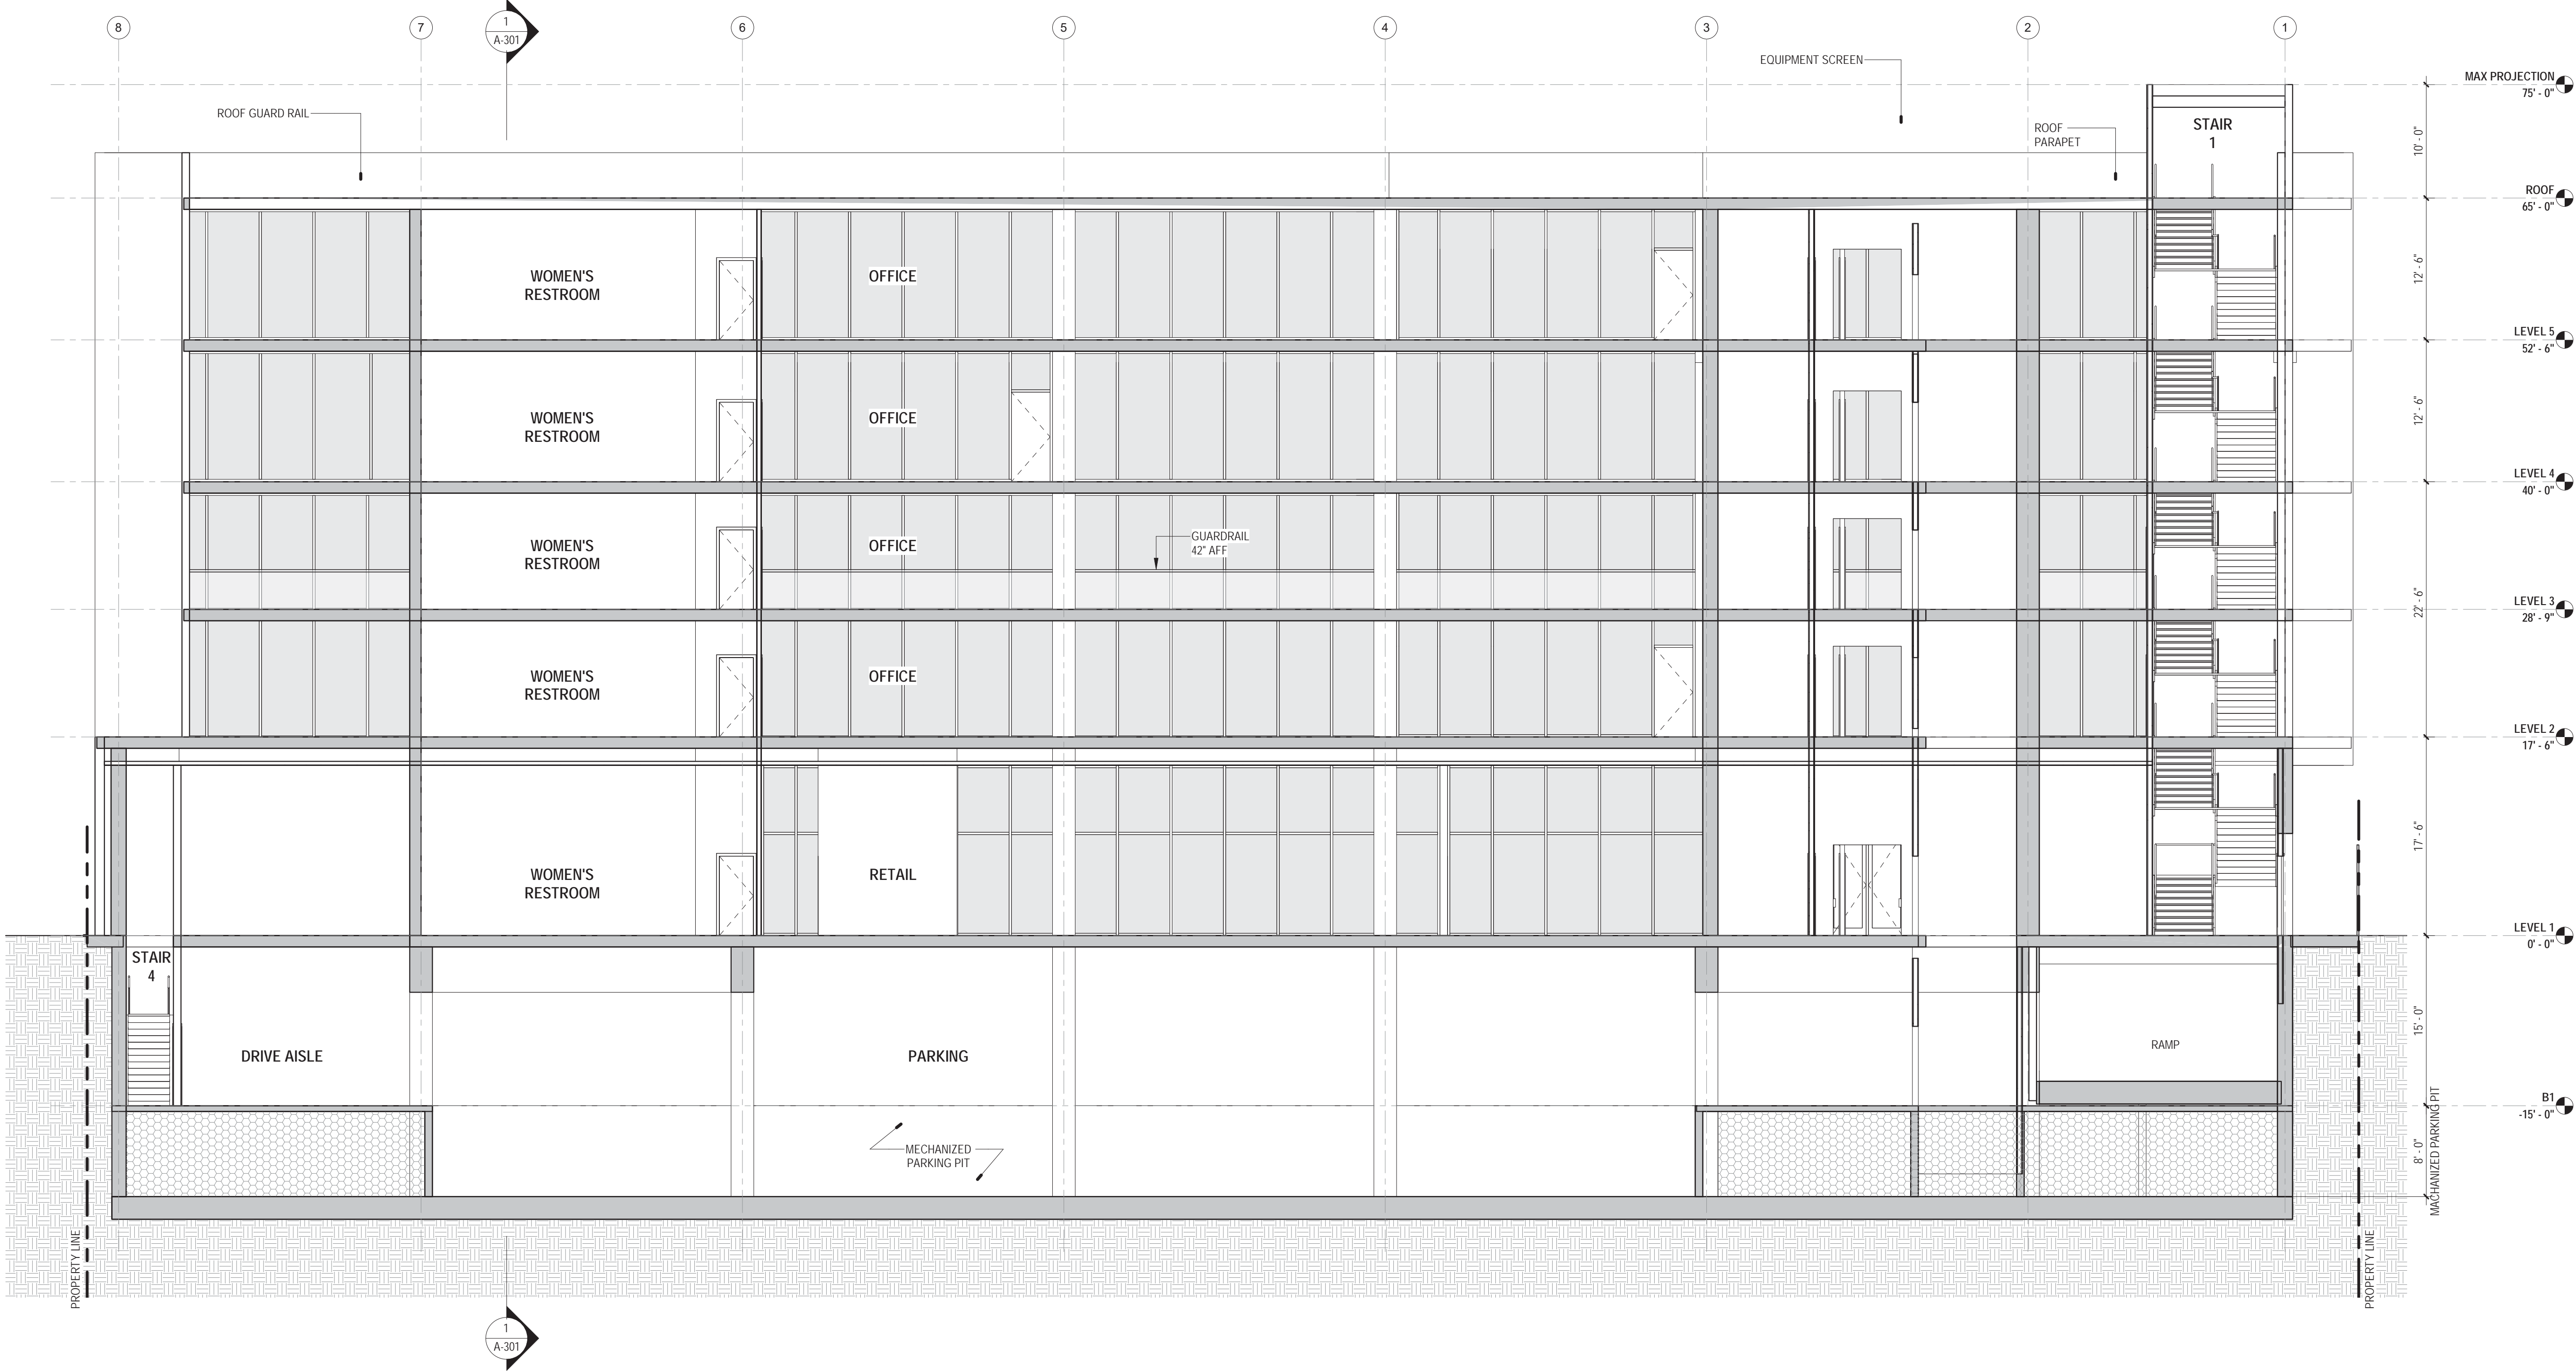 8
7
1
A-301
6
5
4
3
2
1
EQUIPMENT SCREEN
MAX PROJECTION
75' - 0"
ROOF GUARD RAIL
STAIR
1
ROOF
PARAPET
10' - 0"
ROOF
65' - 0"
WOMEN'S
RESTROOM
OFFICE
12' - 6"
LEVEL 5
52' - 6"
WOMEN'S
RESTROOM
OFFICE
12' - 6"
LEVEL 4
40' - 0"
WOMEN'S
RESTROOM
OFFICE
GUARDRAIL
42" AFF
22' - 6"
LEVEL 3
28' - 9"
WOMEN'S
RESTROOM
OFFICE
LEVEL 2
17' - 6"
WOMEN'S
RESTROOM
RETAIL
17' - 6"
LEVEL 1
0' - 0"
STAIR
4
DRIVE AISLE
PARKING
RAMP
15' - 0"
B1
-15' - 0"
MECHANIZED
PARKING PIT
8' - 0"
MACHANIZED PARKING PIT
PROPERTY LINE
PROPERTY LINE
1
A-301